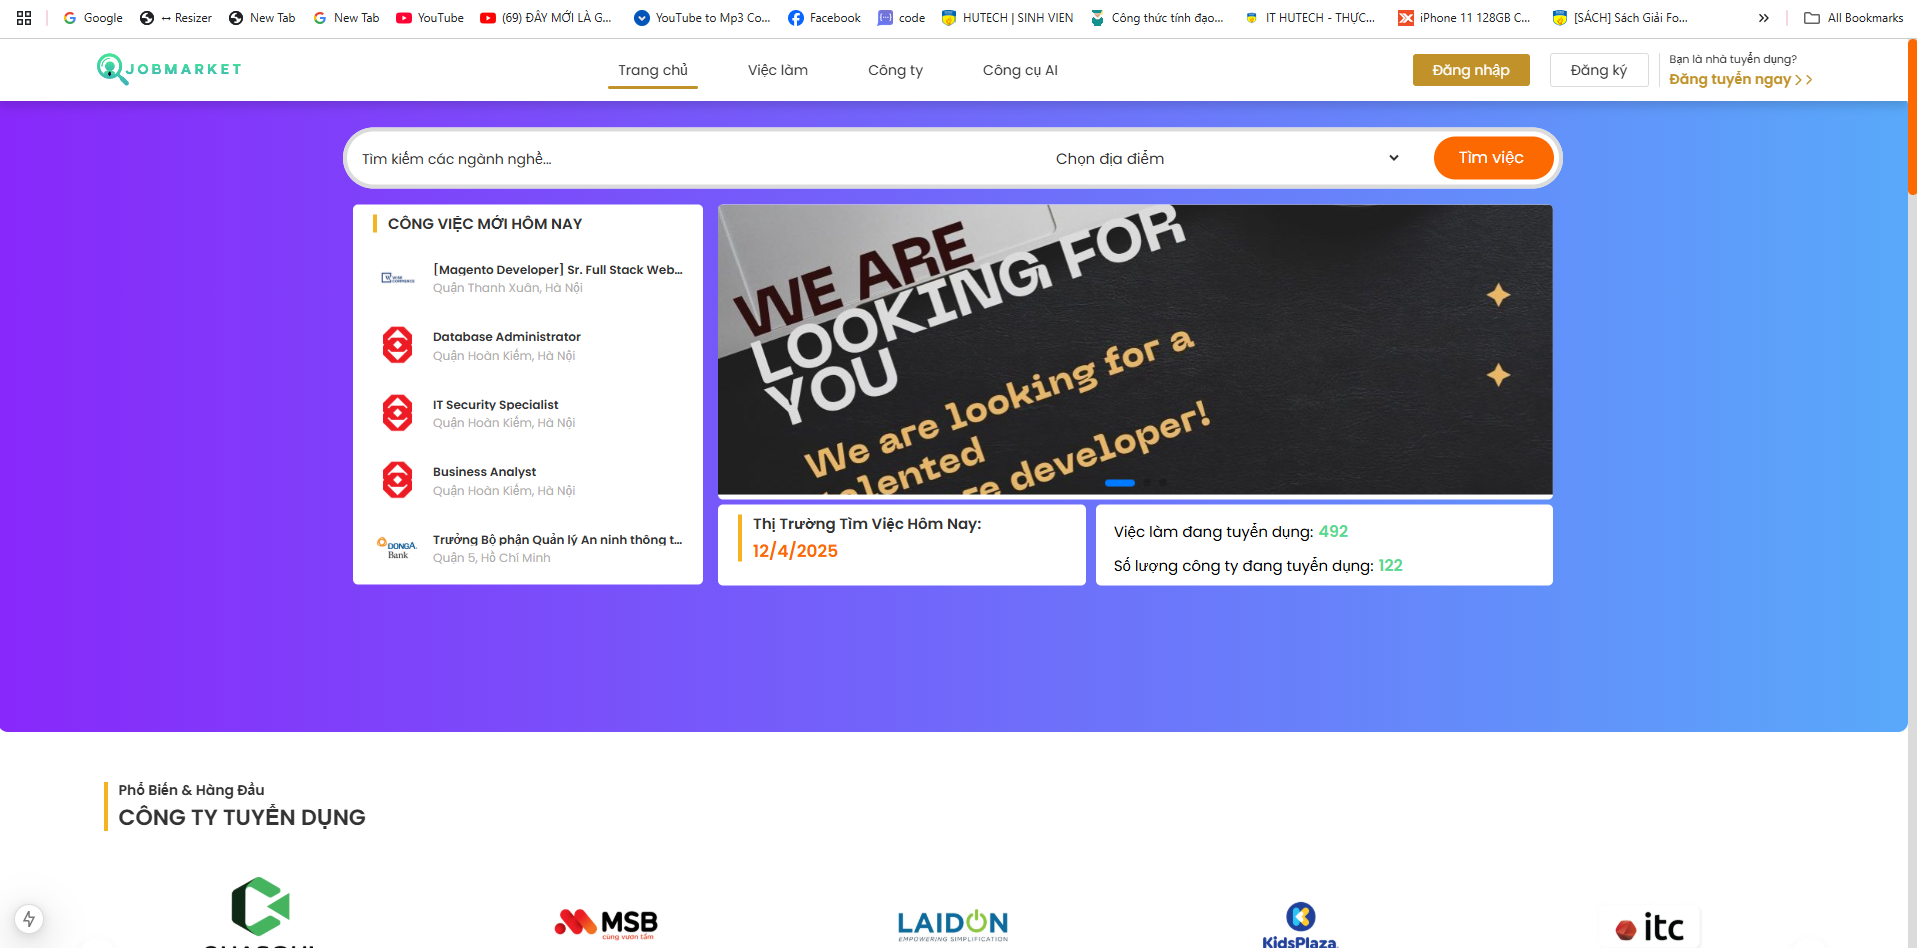 Google
↔ Resizer
New Tab
New Tab
YouTube
(69) ĐÂY MỚI LÀ G...
YouTube to Mp3 Co...
Facebook
code
HUTECH | SINH VIEN
Công thức tính đạo...
IT HUTECH - THỰC...
iPhone 11 128GB C...
[SÁCH] Sách Giải Fo...
All Bookmarks
JOBMARKET
Trang chủ
Việc làm
Công ty
Công cụ AI
Đăng nhập
Đăng ký
Bạn là nhà tuyển dụng?
Đăng tuyển ngay
Tìm kiếm các ngành nghề...
Chọn địa điểm
Tìm việc
CÔNG VIỆC MỚI HÔM NAY
[Magento Developer] Sr. Full Stack Web...
Quận Thanh Xuân, Hà Nội
Database Administrator
Quận Hoàn Kiếm, Hà Nội
IT Security Specialist
Quận Hoàn Kiếm, Hà Nội
Business Analyst
Quận Hoàn Kiếm, Hà Nội
DONGA
Bank
Trưởng Bộ phận Quản lý An ninh thông t...
Quận 5, Hồ Chí Minh
WE ARE
LOOKING FOR
YOU
We are looking for a
talented
re developer!
Thị Trường Tìm Việc Hôm Nay:
12/4/2025
Việc làm đang tuyển dụng: 492
Số lượng công ty đang tuyển dụng: 122
Phổ Biến & Hàng Đầu
CÔNG TY TUYỂN DỤNG
MSB
cùng vươn tầm
LAIDON
EMPOWERING SIMPLIFICATION
KidsPlaza
itc